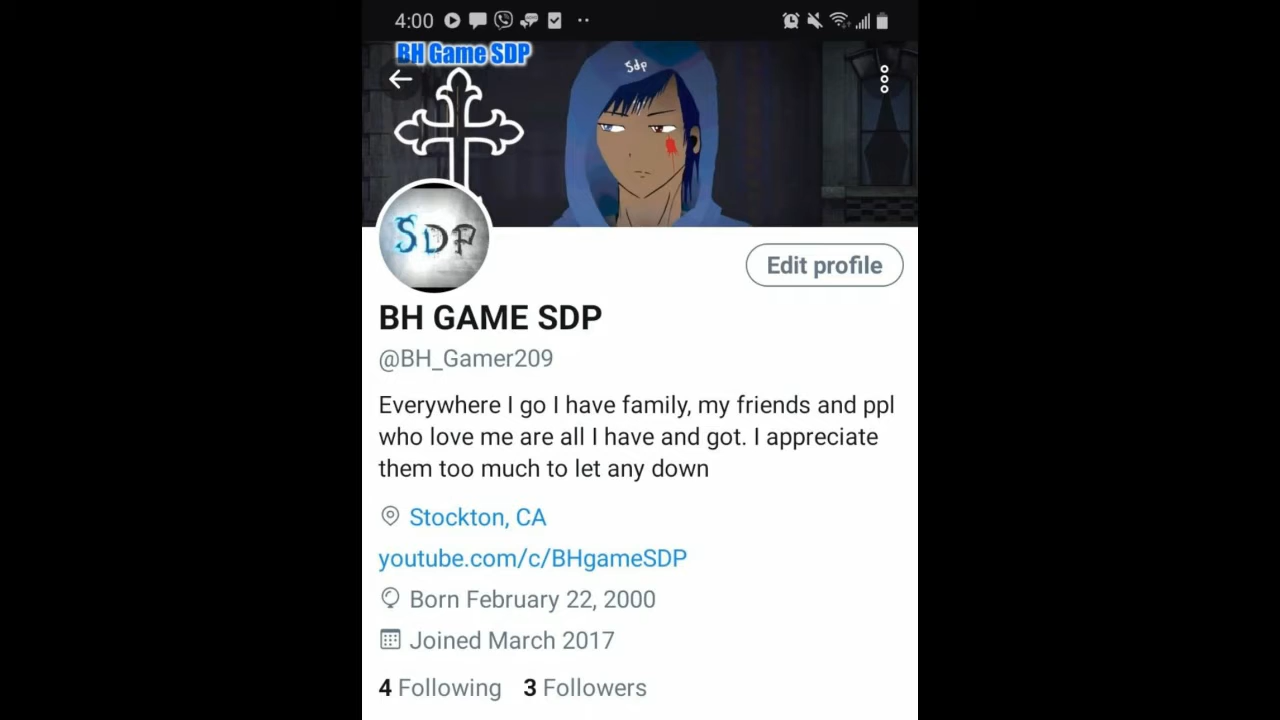 4:00
BH Game SDP
Sdp
SDP
Edit profile
BH GAME SDP
@BH_Gamer209
Everywhere I go I have family, my friends and ppl
who love me are all I have and got. I appreciate
them too much to let any down
Stockton, CA
youtube.com/c/BHgameSDP
Born February 22, 2000
Joined March 2017
4 Following 3 Followers